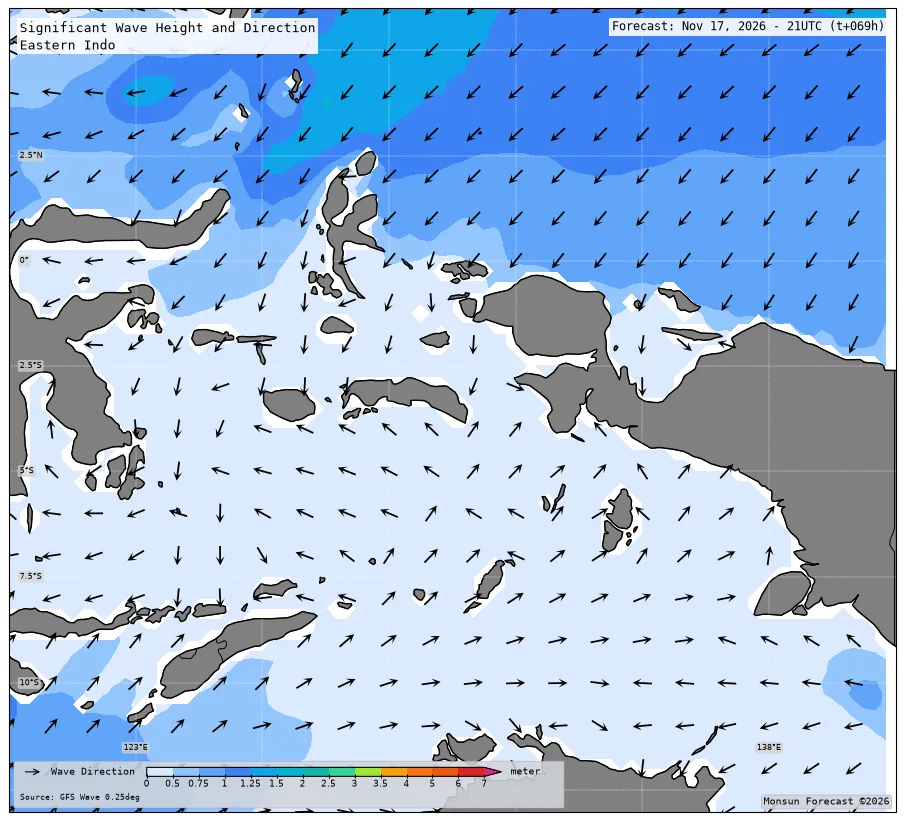 Significant Wave Height and Direction
Eastern Indo
Forecast: Nov 17, 2026 - 21UTC (t+069h)
2.5°N
0°
2.5°S
5°S
7.5°S
10°S
123°E
138°E
Wave Direction
meter
0 0.5 0.75 1 1.25 1.5 2 2.5 3 3.5 4 5 6 7
Source: GFS Wave 0.25deg
Monsun Forecast ©2026